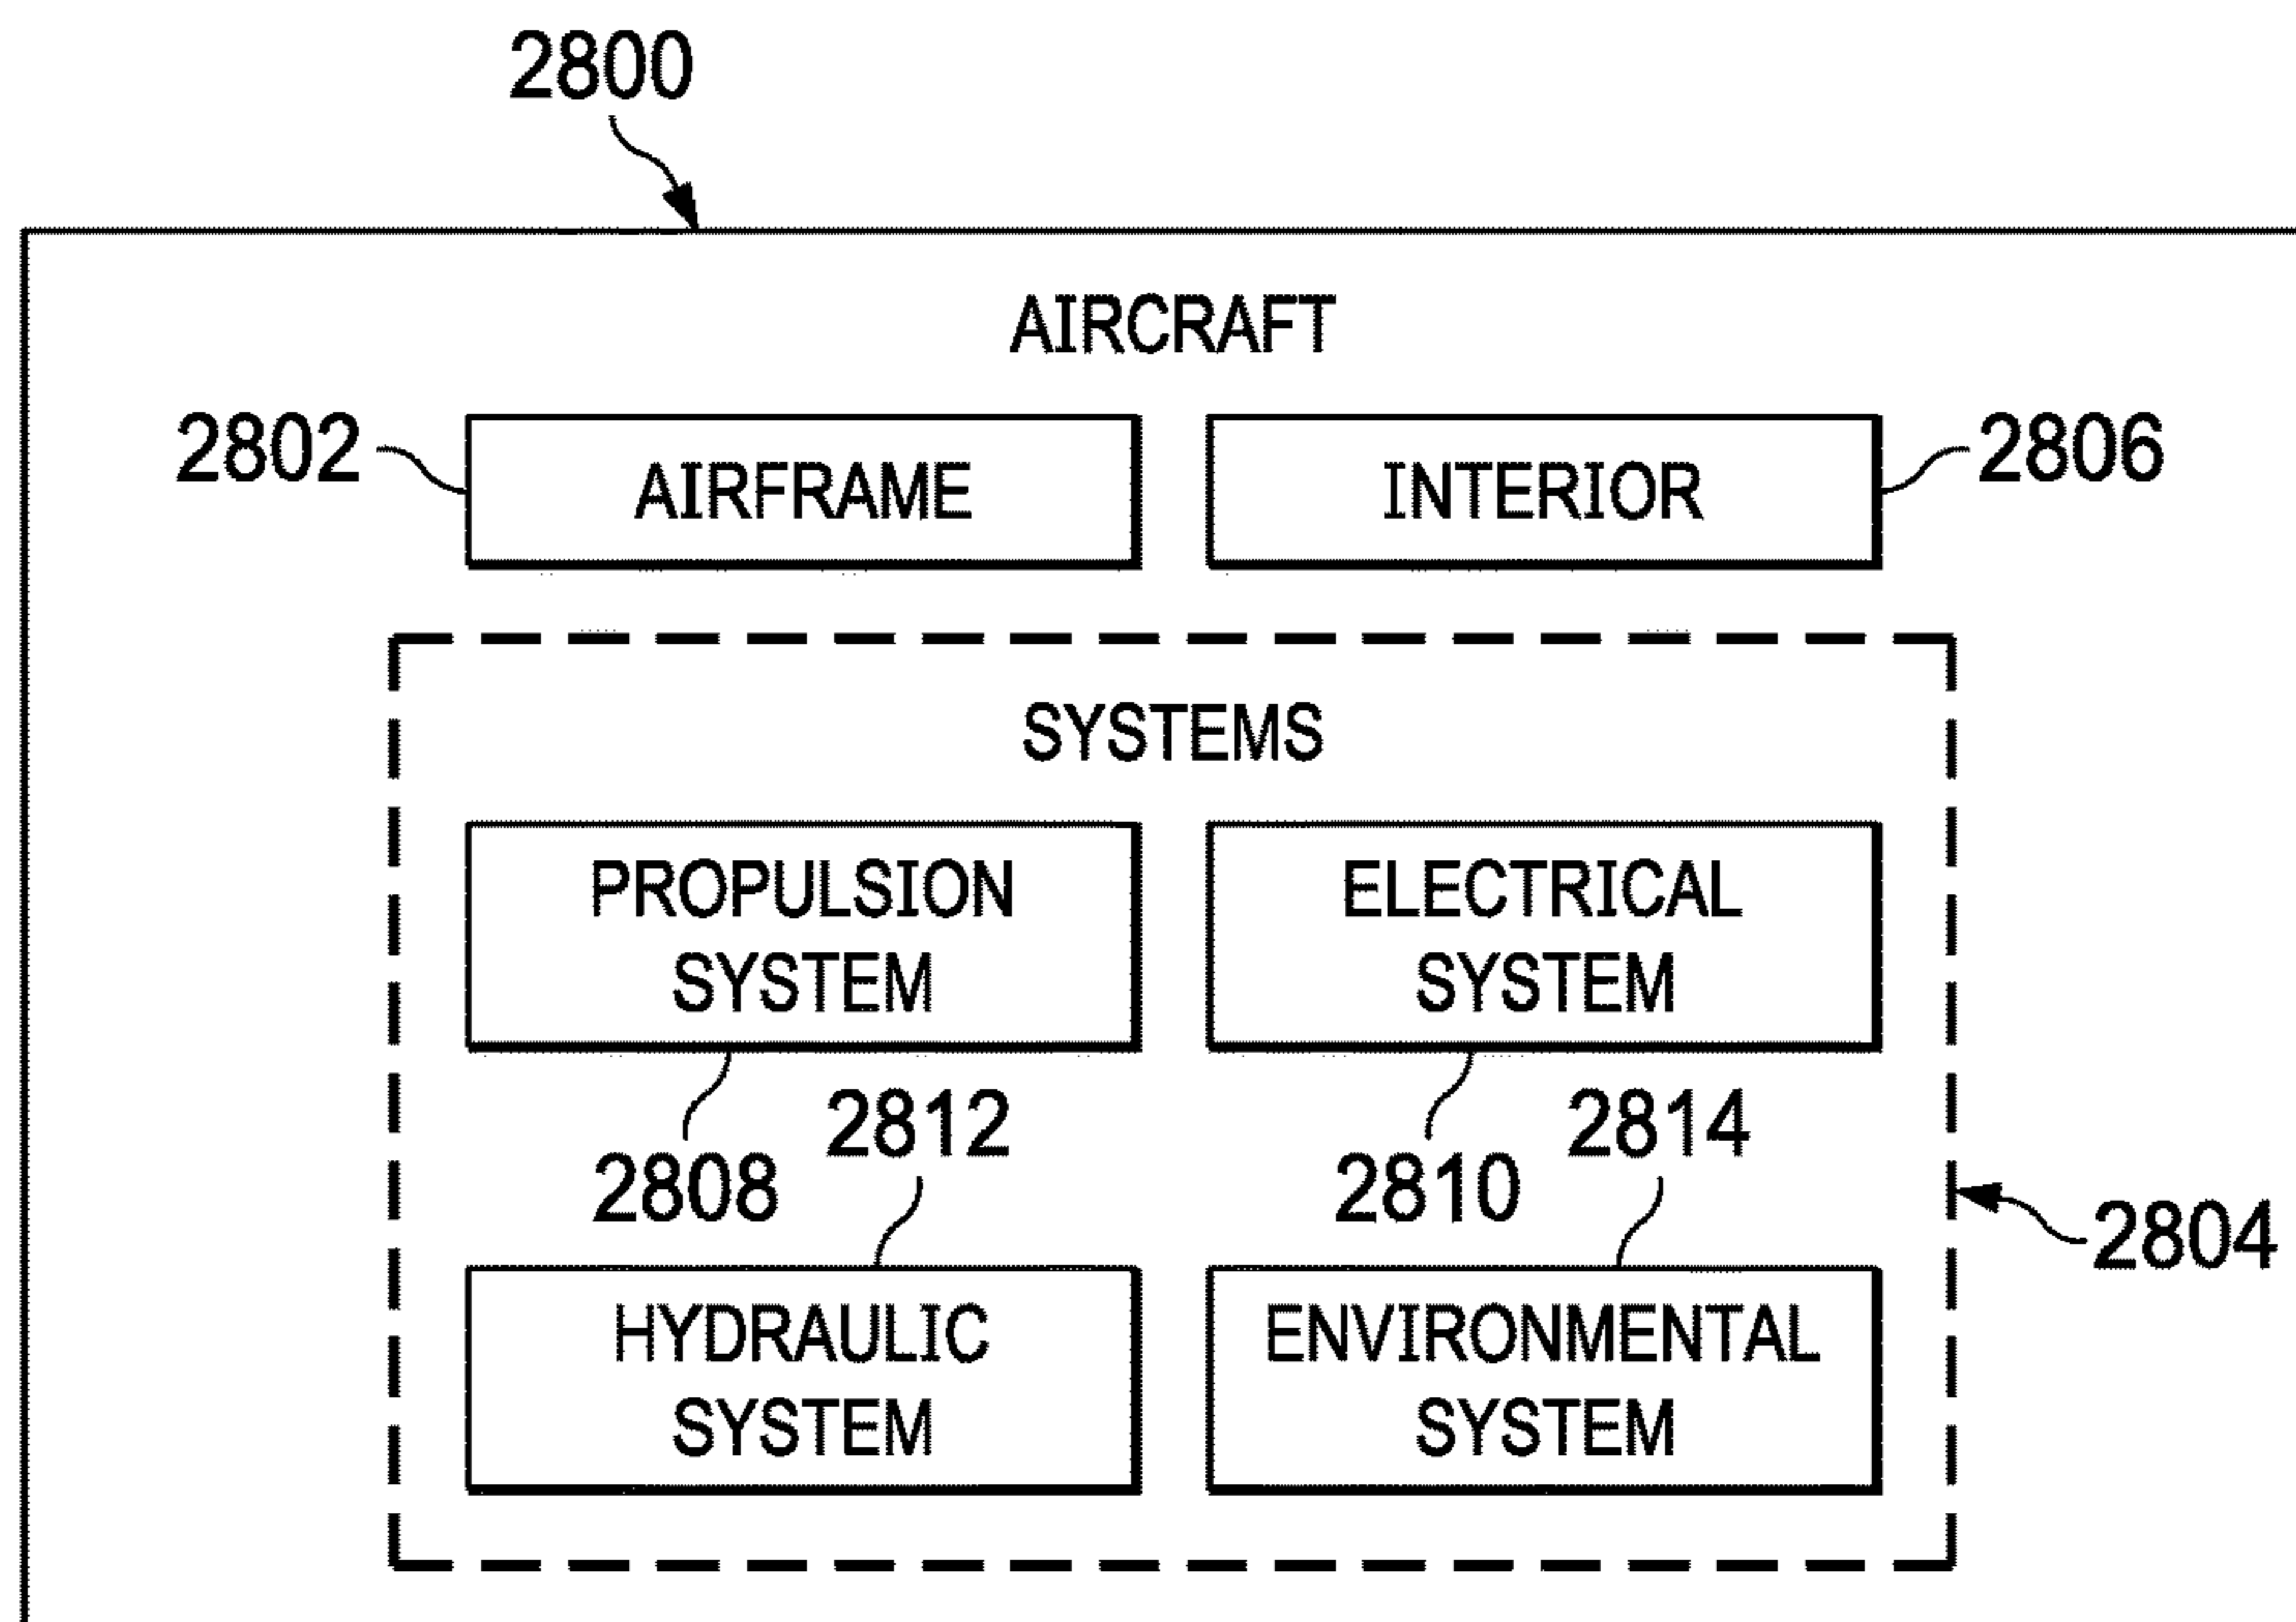 2800
AIRCRAFT
2802
AIRFRAME
INTERIOR
2806
SYSTEMS
PROPULSION
SYSTEM
ELECTRICAL
SYSTEM
2808
2812
2810
2814
2804
HYDRAULIC
SYSTEM
ENVIRONMENTAL
SYSTEM